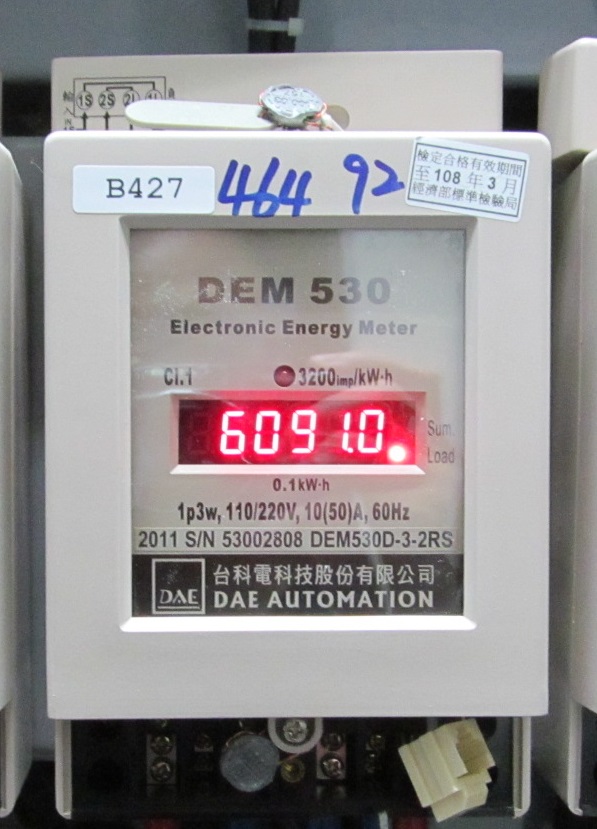 1S 2S 2L 1L
B427
464 92
檢定合格有效期間
至 108 年 3 月
經濟部標準檢驗局
DEM 530
Electronic Energy Meter
Cl.1
3200imp/kW·h
6091.0
Sum
Load
0.1kW·h
1p3w, 110/220V, 10(50)A, 60Hz
2011 S/N 53002808 DEM530D-3-2RS
DAE
台科電科技股份有限公司
DAE AUTOMATION